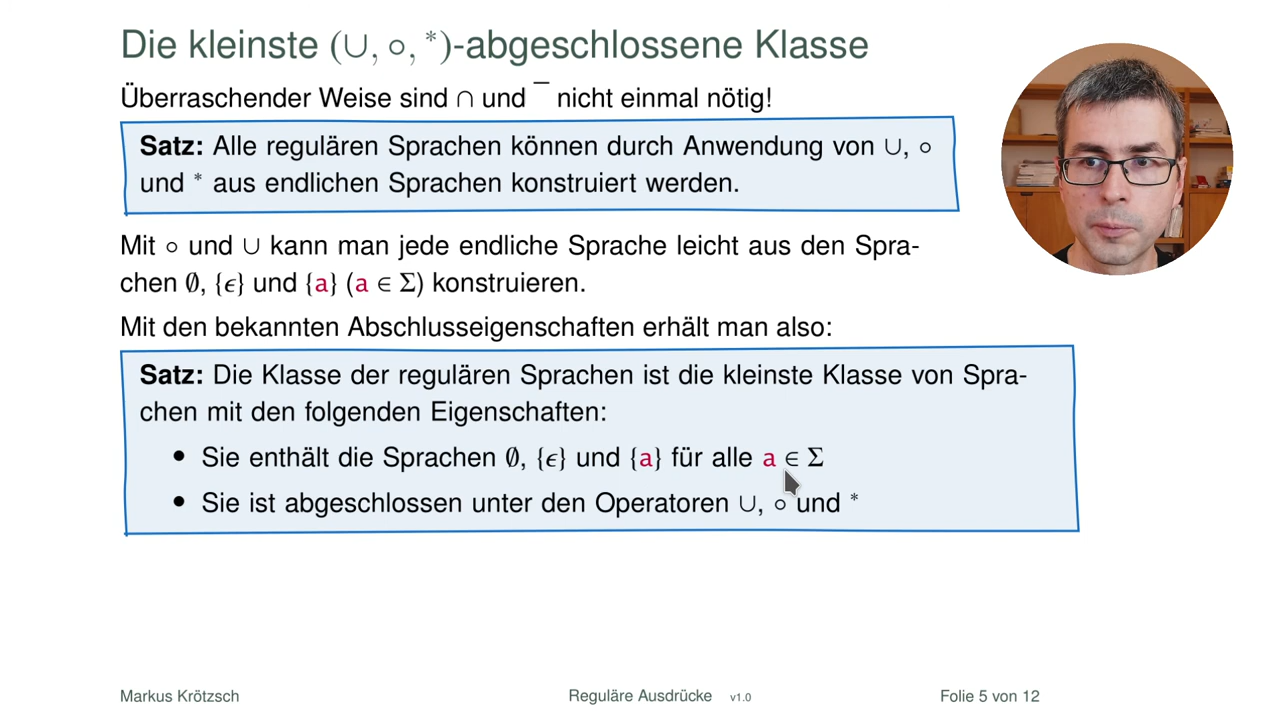 Die kleinste (∪, ∘, *)-abgeschlossene Klasse
Überraschender Weise sind ∩ und ‾ nicht einmal nötig!
Satz: Alle regulären Sprachen können durch Anwendung von ∪, ∘
und * aus endlichen Sprachen konstruiert werden.
Mit ∘ und ∪ kann man jede endliche Sprache leicht aus den Spra-
chen ∅, {ϵ} und {a} (a ∈ Σ) konstruieren.
Mit den bekannten Abschlusseigenschaften erhält man also:
Satz: Die Klasse der regulären Sprachen ist die kleinste Klasse von Spra-
chen mit den folgenden Eigenschaften:
• Sie enthält die Sprachen ∅, {ϵ} und {a} für alle a ∈ Σ
• Sie ist abgeschlossen unter den Operatoren ∪, ∘ und *
Markus Krötzsch Reguläre Ausdrücke v1.0 Folie 5 von 12